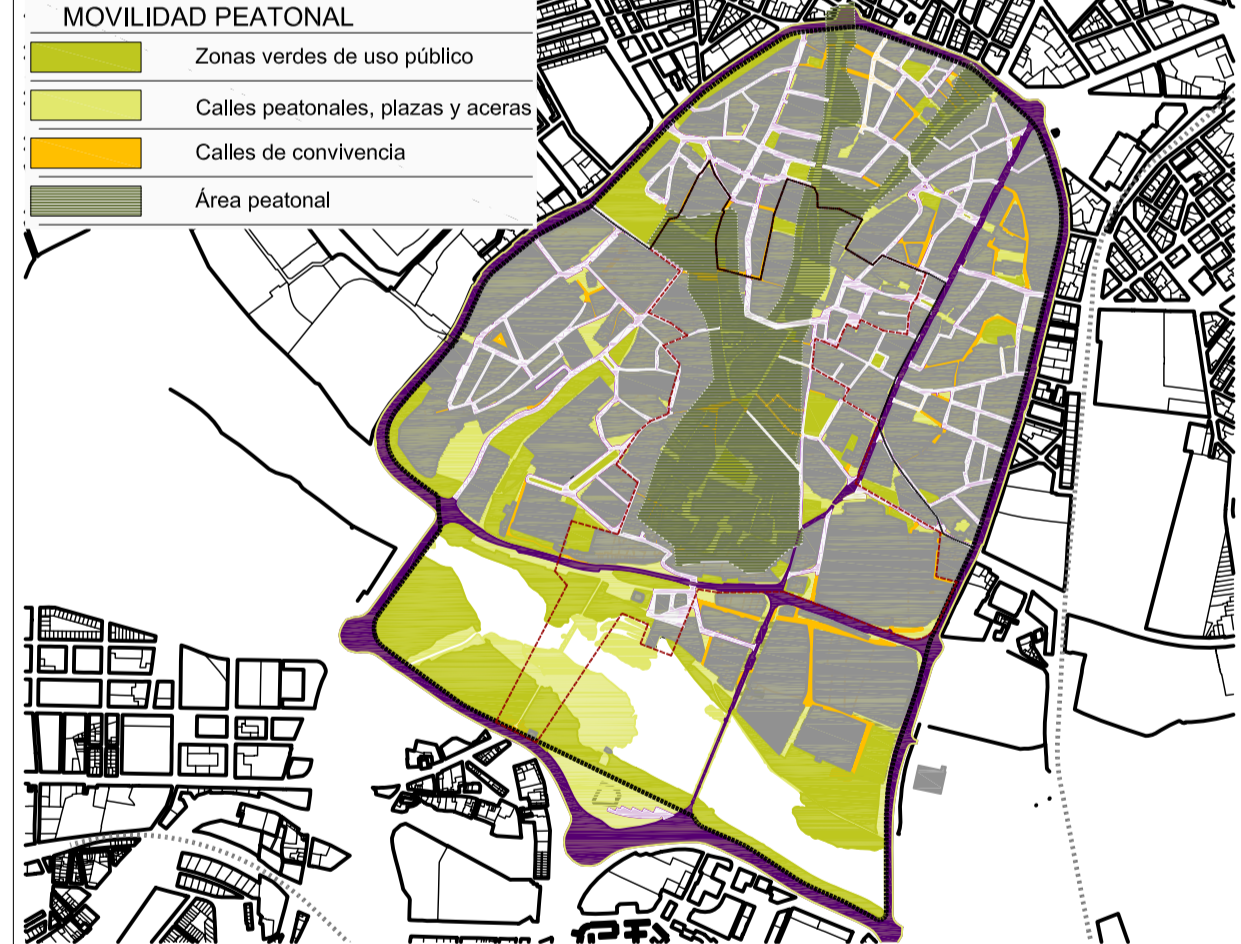 MOVILIDAD PEATONAL
Zonas verdes de uso público
Calles peatonales, plazas y aceras
Calles de convivencia
Área peatonal